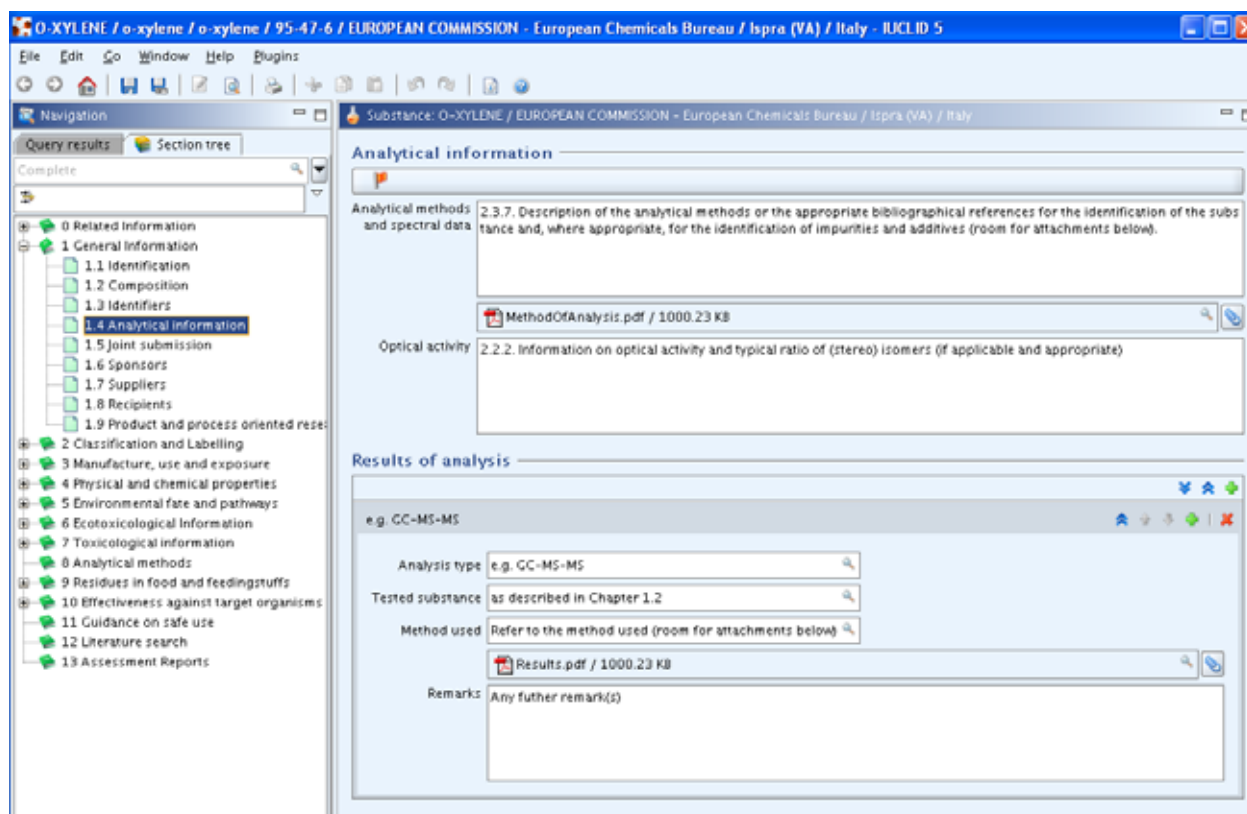 O-XYLENE / o-xylene / o-xylene / 95-47-6 / EUROPEAN COMMISSION - European Chemicals Bureau / Ispra (VA) / Italy - IUCLID 5
File Edit Go Window Help Plugins
Navigation
Query results Section tree
Complete
0 Related Information
1 General Information
1.1 Identification
1.2 Composition
1.3 Identifiers
1.4 Analytical information
1.5 Joint submission
1.6 Sponsors
1.7 Suppliers
1.8 Recipients
1.9 Product and process oriented rese
2 Classification and Labelling
3 Manufacture, use and exposure
4 Physical and chemical properties
5 Environmental fate and pathways
6 Ecotoxicological Information
7 Toxicological information
8 Analytical methods
9 Residues in food and feedingstuffs
10 Effectiveness against target organisms
11 Guidance on safe use
12 Literature search
13 Assessment Reports
Substance: O-XYLENE / EUROPEAN COMMISSION - European Chemicals Bureau / Ispra (VA) / Italy
Analytical information
Analytical methods
and spectral data
2.3.7. Description of the analytical methods or the appropriate bibliographical references for the identification of the subs
tance and, where appropriate, for the identification of impurities and additives (room for attachments below).
MethodOfAnalysis.pdf / 1000.23 KB
Optical activity
2.2.2. Information on optical activity and typical ratio of (stereo) isomers (if applicable and appropriate)
Results of analysis
e.g. GC-MS-MS
Analysis type e.g. GC-MS-MS
Tested substance as described in Chapter 1.2
Method used Refer to the method used (room for attachments below)
Results.pdf / 1000.23 KB
Remarks Any futher remark(s)